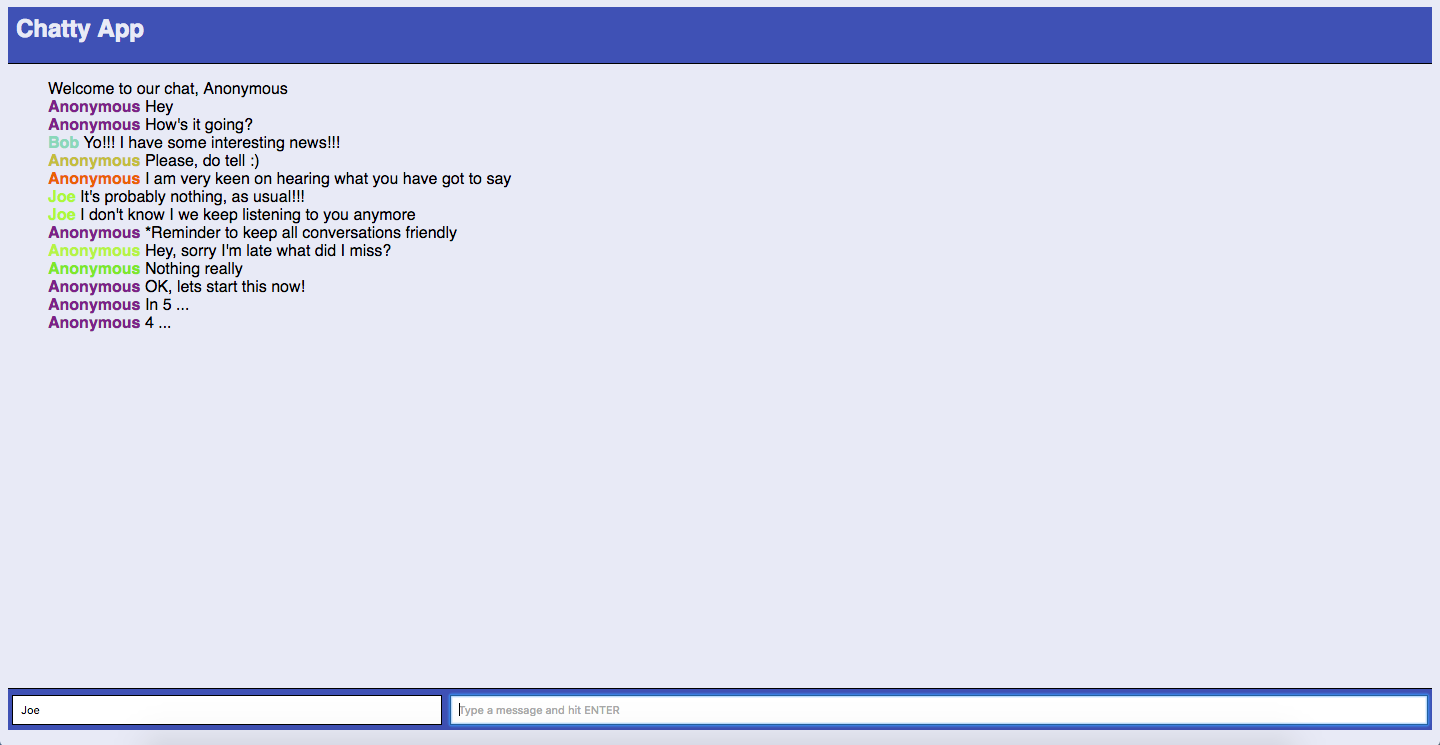 Chatty App
Welcome to our chat, Anonymous
Anonymous Hey
Anonymous How's it going?
Bob Yo!!! I have some interesting news!!!
Anonymous Please, do tell :)
Anonymous I am very keen on hearing what you have got to say
Joe It's probably nothing, as usual!!!
Joe I don't know I we keep listening to you anymore
Anonymous *Reminder to keep all conversations friendly
Anonymous Hey, sorry I'm late what did I miss?
Anonymous Nothing really
Anonymous OK, lets start this now!
Anonymous In 5 ...
Anonymous 4 ...
Joe
Type a message and hit ENTER